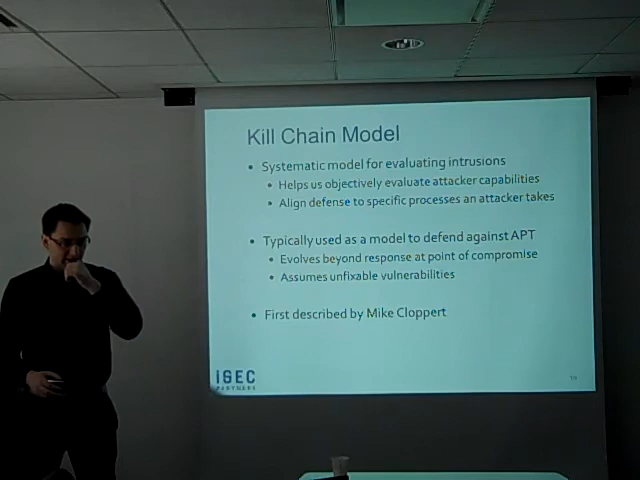 Kill Chain Model
• Systematic model for evaluating intrusions
• Helps us objectively evaluate attacker capabilities
• Align defense to specific processes an attacker takes
• Typically used as a model to defend against APT
• Evolves beyond response at point of compromise
• Assumes unfixable vulnerabilities
• First described by Mike Cloppert
iSEC
PARTNERS